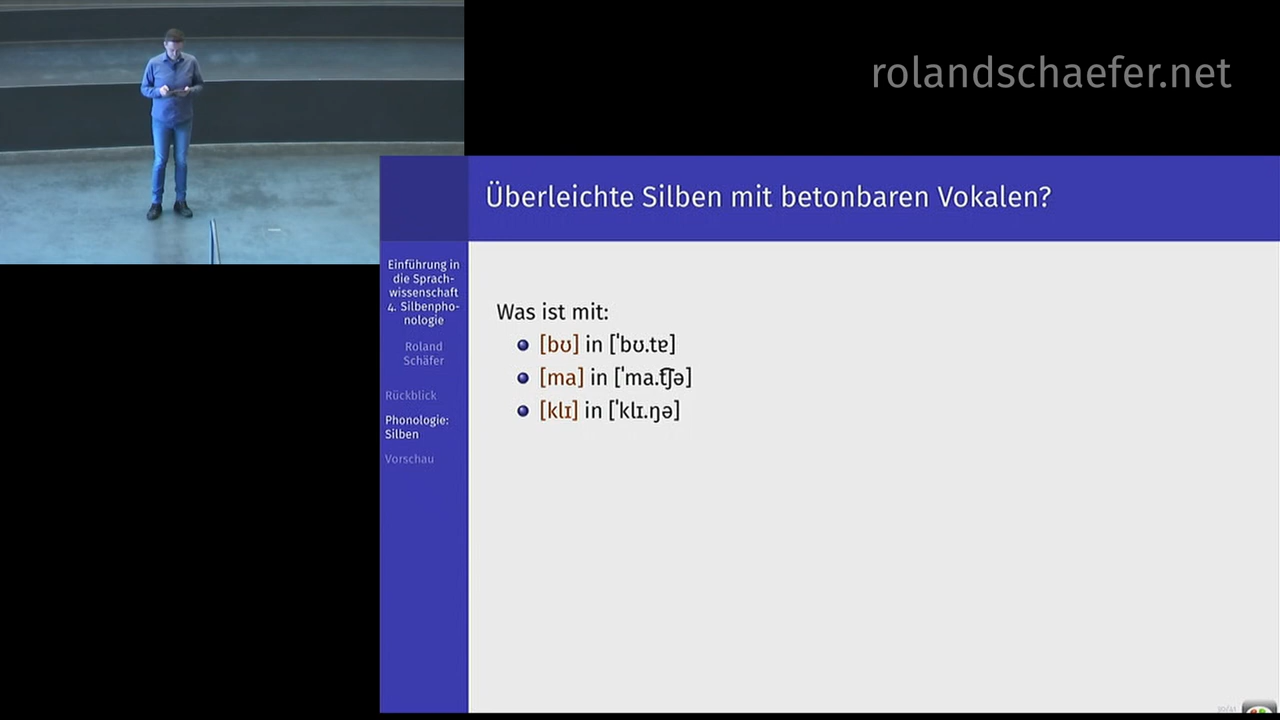 rolandschaefer.net
Überleichte Silben mit betonbaren Vokalen?
Einführung in
die Sprach-
wissenschaft
4. Silbenpho-
nologie
Roland
Schäfer
Rückblick
Phonologie:
Silben
Vorschau
Was ist mit:
[bʊ] in [ˈbʊ.tɐ]
[ma] in [ˈma.t͡ʃə]
[klɪ] in [ˈklɪ.ŋə]